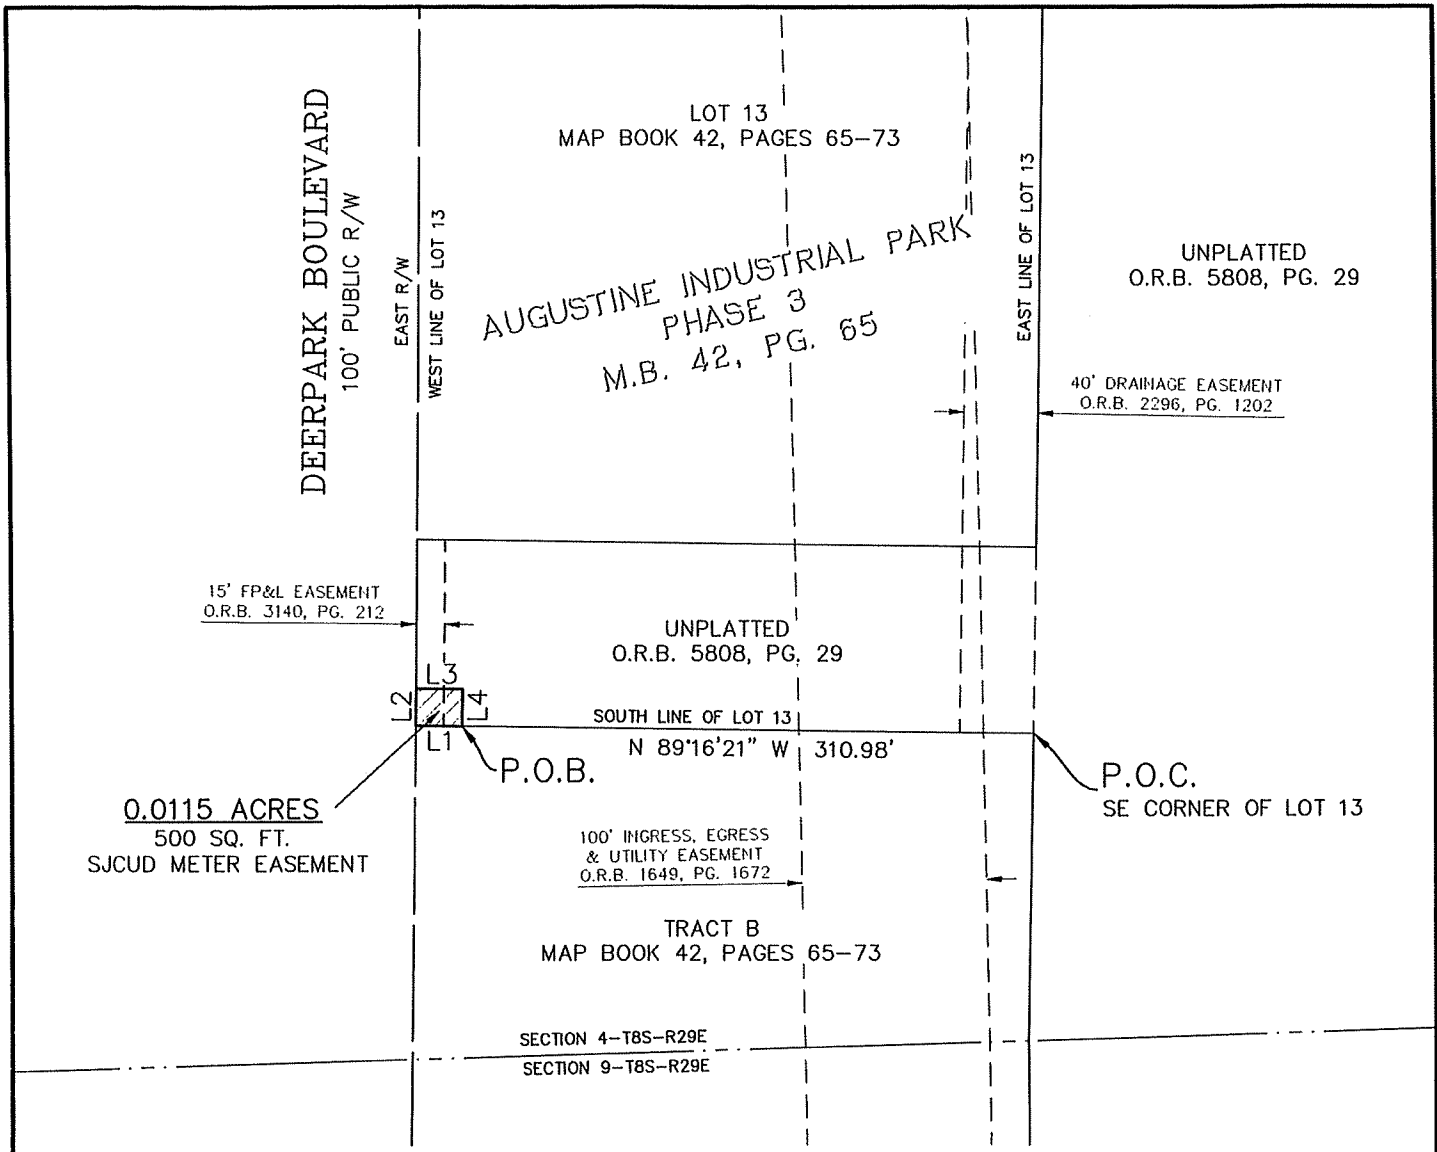 DEERPARK BOULEVARD
100' PUBLIC R/W
EAST R/W
WEST LINE OF LOT 13
LOT 13
MAP BOOK 42, PAGES 65-73
AUGUSTINE INDUSTRIAL PARK
PHASE 3
M.B. 42, PG. 65
EAST LINE OF LOT 13
UNPLATTED
O.R.B. 5808, PG. 29
40' DRAINAGE EASEMENT
O.R.B. 2296, PG. 1202
15' FP&L EASEMENT
O.R.B. 3140, PG. 212
UNPLATTED
O.R.B. 5808, PG. 29
L3
L2
L4
L1
SOUTH LINE OF LOT 13
N 89°16'21" W 310.98'
P.O.B.
P.O.C.
SE CORNER OF LOT 13
0.0115 ACRES
500 SQ. FT.
SJCUD METER EASEMENT
100' INGRESS, EGRESS
& UTILITY EASEMENT
O.R.B. 1649, PG. 1672
TRACT B
MAP BOOK 42, PAGES 65-73
SECTION 4-T8S-R29E
SECTION 9-T8S-R29E